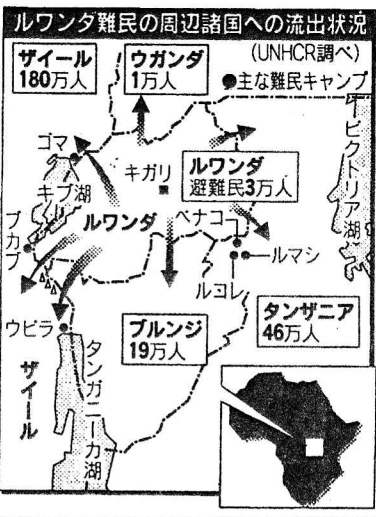 ルワンダ難民の周辺諸国への流出状況
(UNHCR調べ)
●主な難民キャンプ
ザイール
180万人
ウガンダ
1万人
ゴマ
キブ湖
キガリ
ルワンダ
避難民3万人
ビクトリア湖
ブカブ
ルワンダ
ベナコ
ルマシ
ルヨレ
ウビラ
ブルンジ
19万人
タンザニア
46万人
ザイール
タンガニーカ湖